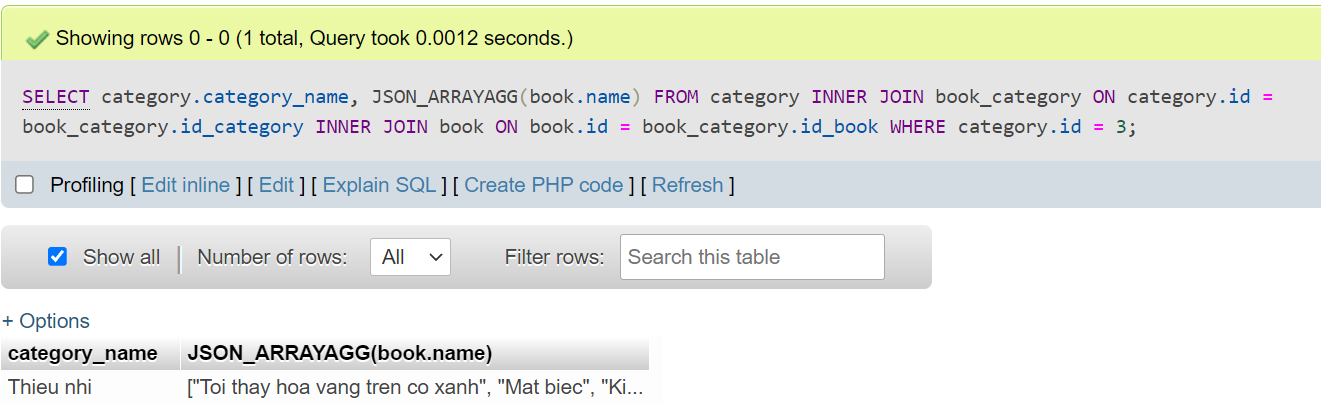 Showing rows 0 - 0 (1 total, Query took 0.0012 seconds.)
SELECT category.category_name, JSON_ARRAYAGG(book.name) FROM category INNER JOIN book_category ON category.id =
book_category.id_category INNER JOIN book ON book.id = book_category.id_book WHERE category.id = 3;
Profiling [ Edit inline ] [ Edit ] [ Explain SQL ] [ Create PHP code ] [ Refresh ]
Show all Number of rows: All Filter rows: Search this table
+ Options
category_name JSON_ARRAYAGG(book.name)
Thieu nhi ["Toi thay hoa vang tren co xanh", "Mat biec", "Ki...